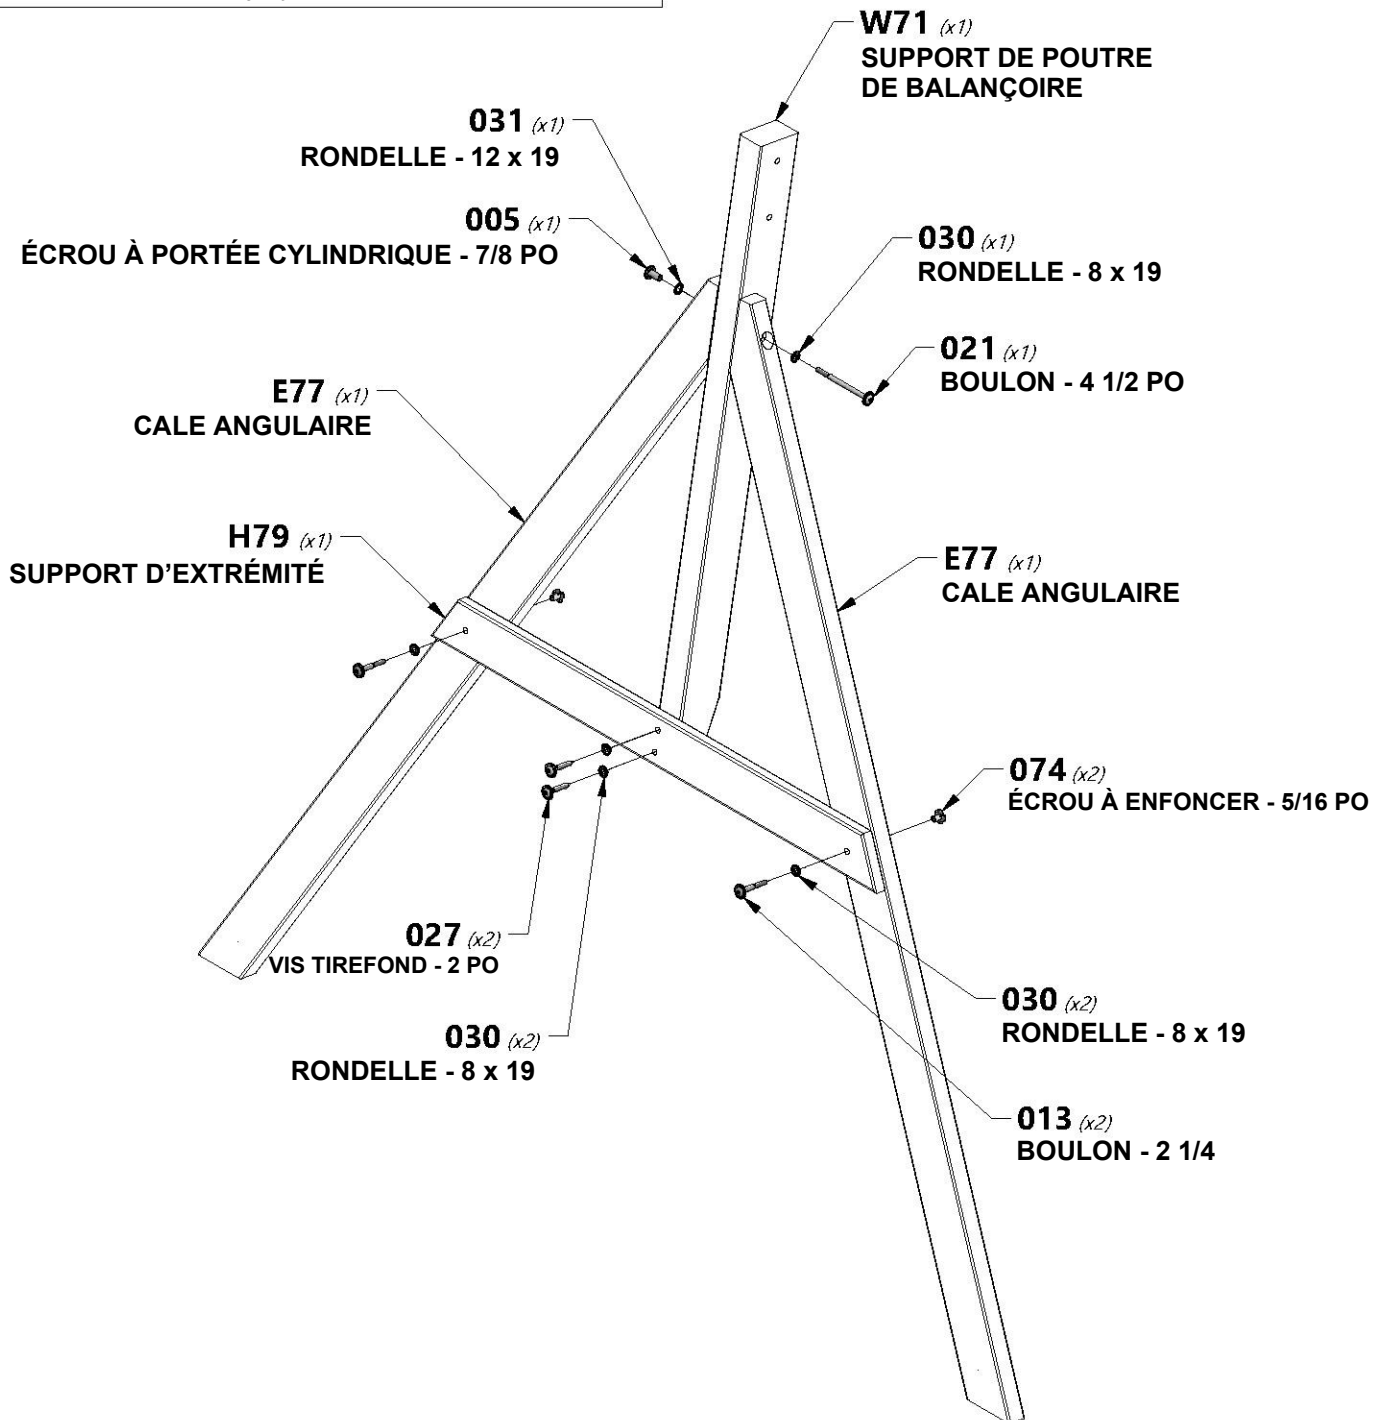 W71 (x1)
SUPPORT DE POUTRE
DE BALANÇOIRE
031 (x1)
RONDELLE - 12 x 19
005 (x1)
ÉCROU À PORTÉE CYLINDRIQUE - 7/8 PO
030 (x1)
RONDELLE - 8 x 19
021 (x1)
BOULON - 4 1/2 PO
E77 (x1)
CALE ANGULAIRE
H79 (x1)
SUPPORT D'EXTRÉMITÉ
E77 (x1)
CALE ANGULAIRE
074 (x2)
ÉCROU À ENFONCER - 5/16 PO
027 (x2)
VIS TIREFOND - 2 PO
030 (x2)
RONDELLE - 8 x 19
030 (x2)
RONDELLE - 8 x 19
013 (x2)
BOULON - 2 1/4